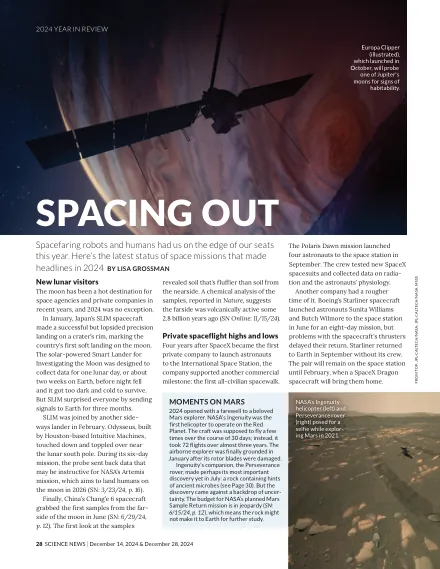 2024 YEAR IN REVIEW
Europa Clipper
(illustrated),
which launched in
October, will probe
one of Jupiter's
moons for signs of
habitability.
SPACING OUT
Spacefaring robots and humans had us on the edge of our seats
this year. Here's the latest status of space missions that made
headlines in 2024 BY LISA GROSSMAN
New lunar visitors
The moon has been a hot destination for
space agencies and private companies in
recent years, and 2024 was no exception.
In January, Japan's SLIM spacecraft
made a successful but lopsided precision
landing on a crater's rim, marking the
country's first soft landing on the moon.
The solar-powered Smart Lander for
Investigating the Moon was designed to
collect data for one lunar day, or about
two weeks on Earth, before night fell
and it got too dark and cold to survive.
But SLIM surprised everyone by sending
signals to Earth for three months.
SLIM was joined by another side-
ways lander in February. Odysseus, built
by Houston-based Intuitive Machines,
touched down and toppled over near
the lunar south pole. During its six-day
mission, the probe sent back data that
may be instructive for NASA's Artemis
mission, which aims to land humans
on the moon in 2026 (SN: 3/23/24, p. 16).
Finally, China's Chang'e 6 spacecraft
grabbed the first samples from the far-
side of the moon in June (SN: 6/29/24,
p. 12). The first look at the samples
revealed soil that's fluffier than soil from
the nearside. A chemical analysis of the
samples, reported in Nature, suggests
the farside was volcanically active some
2.8 billion years ago (SN Online: 11/15/24).
Private spaceflight highs and lows
Four years after SpaceX became the first
private company to launch astronauts
to the International Space Station, the
company supported another commercial
milestone: the first all-civilian spacewalk.
The Polaris Dawn mission launched
four astronauts to the space station in
September. The crew tested new SpaceX
spacesuits and collected data on radia-
tion and the astronauts' physiology.
Another company had a rougher
time of it. Boeing's Starliner spacecraft
launched astronauts Sunita Williams
and Butch Wilmore to the space station
in June for an eight-day mission, but
problems with the spacecraft's thrusters
delayed their return. Starliner returned
to Earth in September without its crew.
The pair will remain on the space station
until February, when a SpaceX Dragon
spacecraft will bring them home.
MOMENTS ON MARS
2024 opened with a farewell to a beloved
Mars explorer. NASA's Ingenuity was the
first helicopter to operate on the Red
Planet. The craft was supposed to fly a few
times over the course of 30 days; instead, it
took 72 flights over almost three years. The
airborne explorer was finally grounded in
January after its rotor blades were damaged.
Ingenuity's companion, the Perseverance
rover, made perhaps its most important
discovery yet in July: a rock containing hints
of ancient microbes (see Page 30). But the
discovery came against a backdrop of uncer-
tainty. The budget for NASA's planned Mars
Sample Return mission is in jeopardy (SN:
6/15/24, p. 12), which means the rock might
not make it to Earth for further study.
NASA's Ingenuity
helicopter (left) and
Perseverance rover
(right) posed for a
selfie while explor-
ing Mars in 2021.
28 SCIENCE NEWS | December 14, 2024 & December 28, 2024